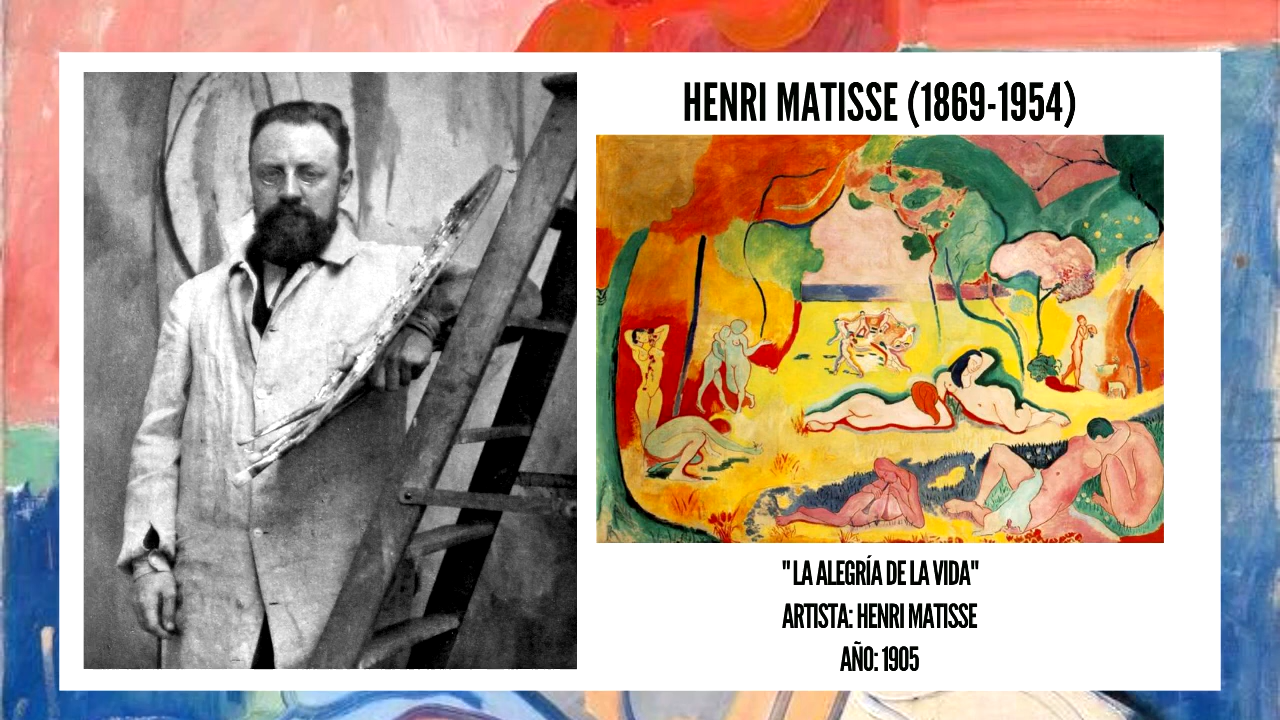 HENRI MATISSE (1869-1954)
"LA ALEGRÍA DE LA VIDA"
ARTISTA: HENRI MATISSE
AÑO: 1905